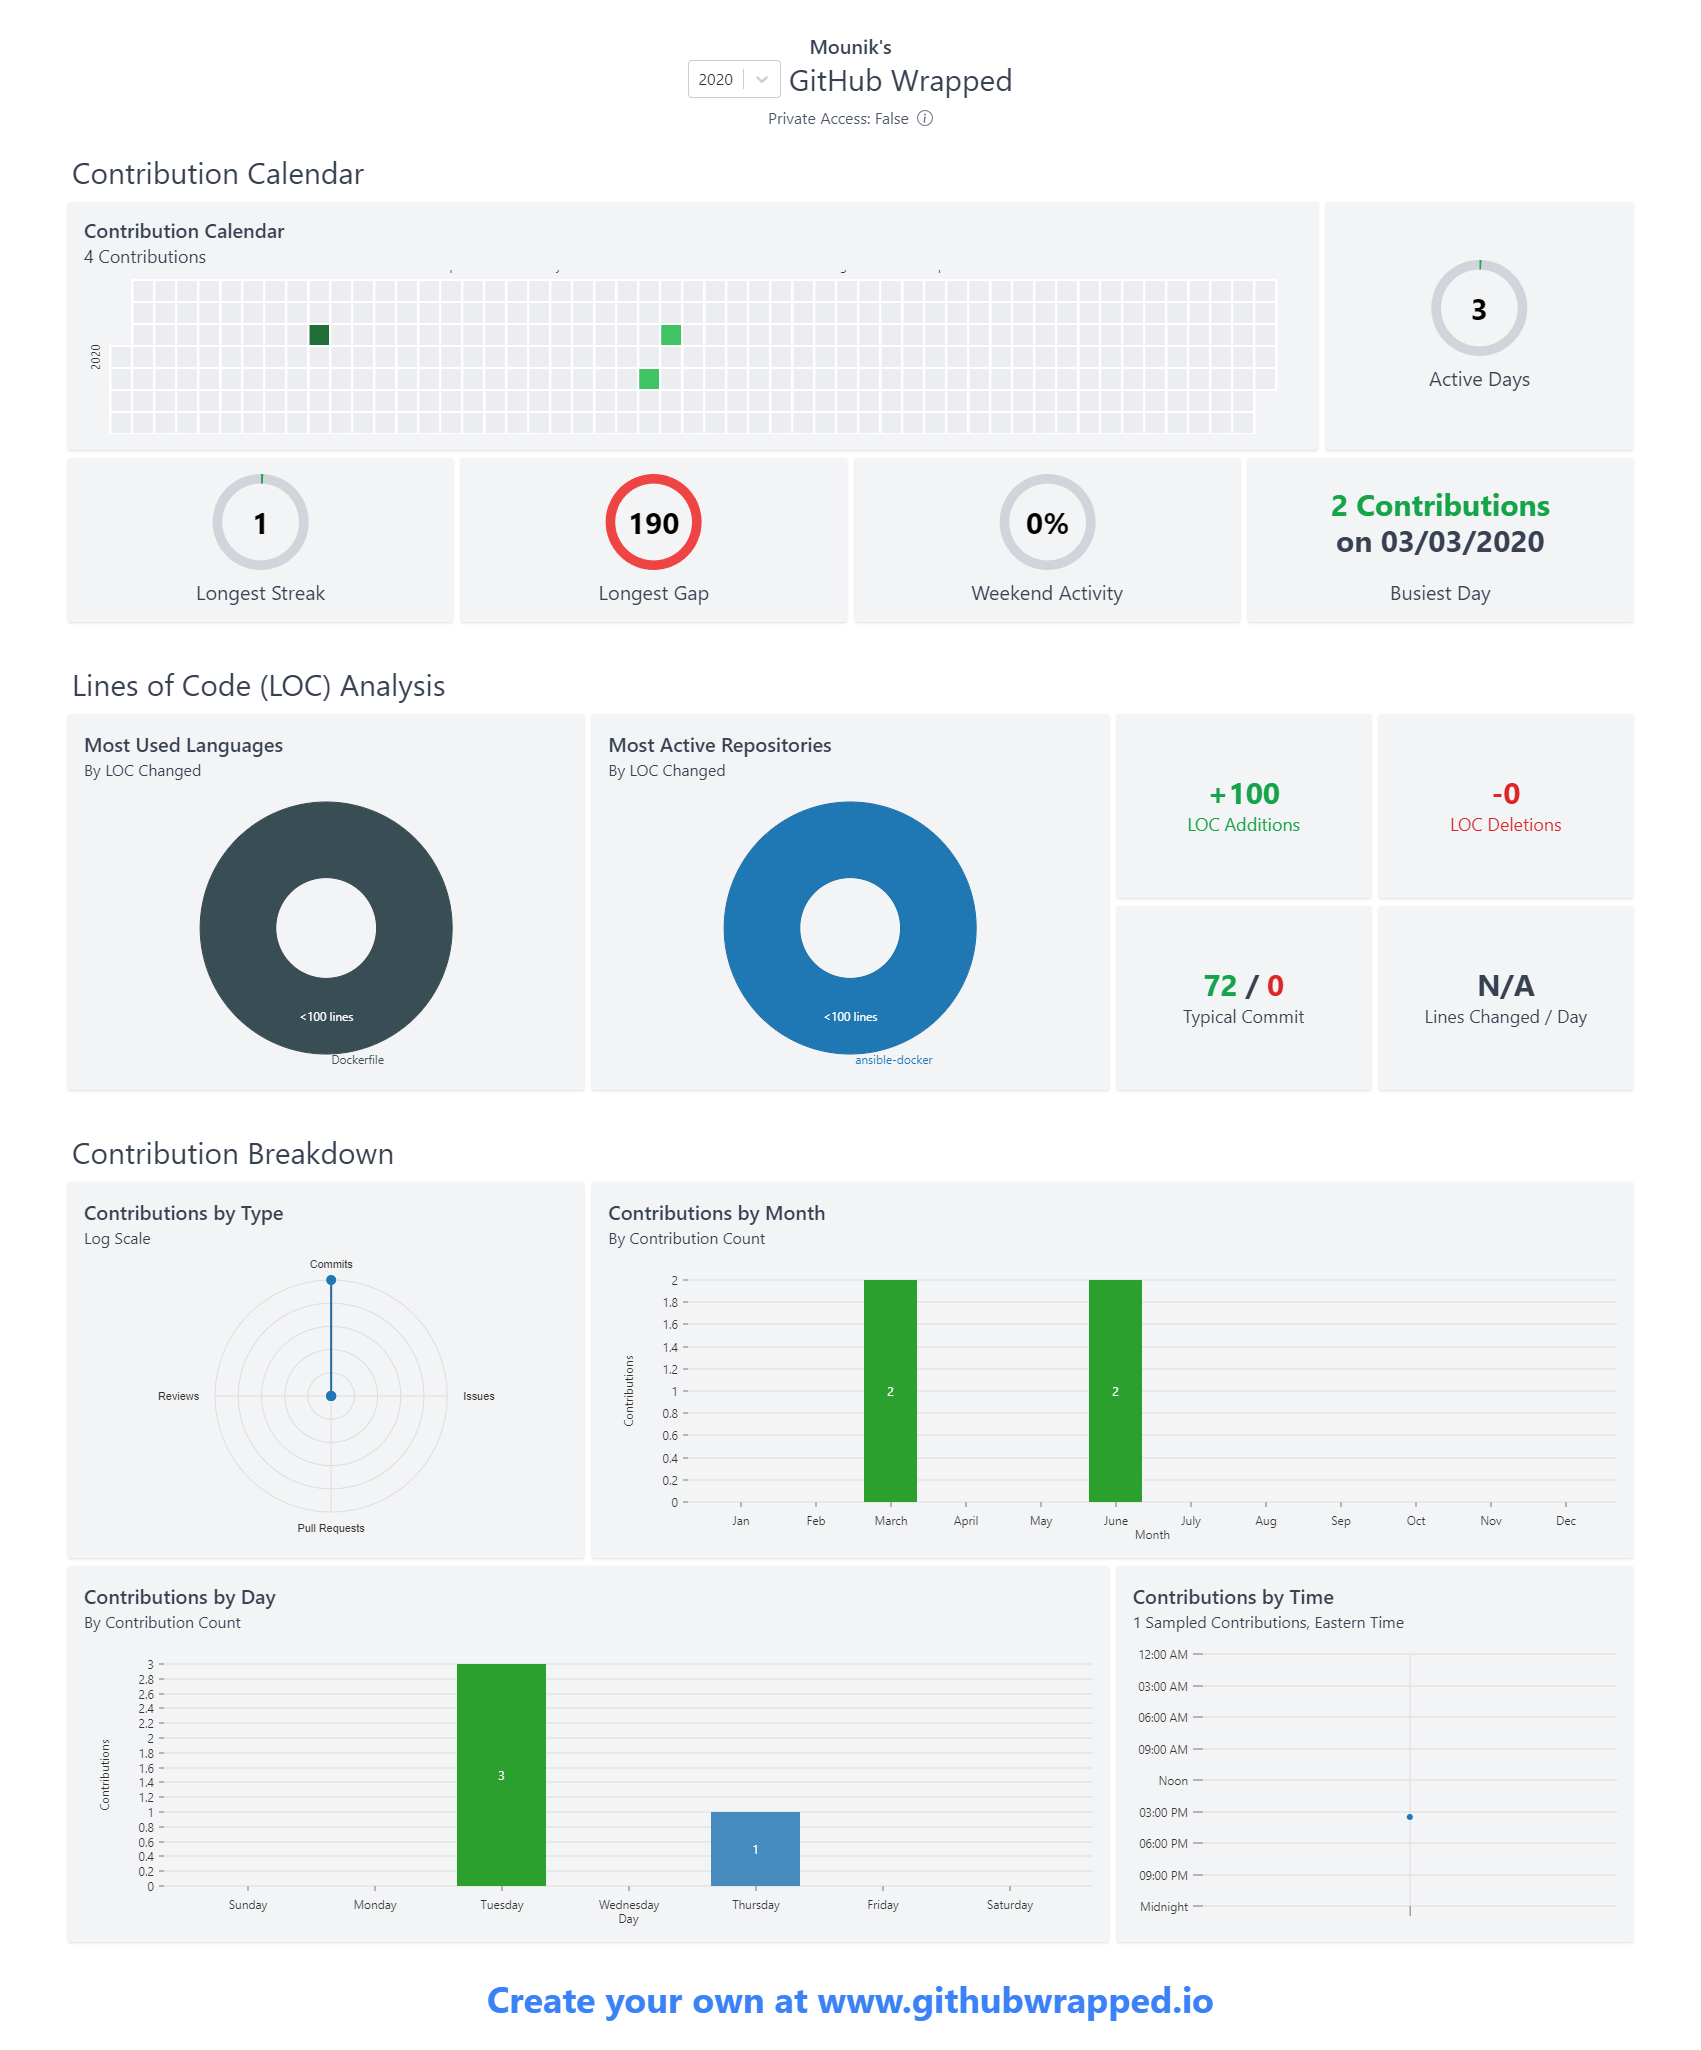 Mounik's
2020
GitHub Wrapped
Private Access: False
Contribution Calendar
Contribution Calendar
4 Contributions
2020
3
Active Days
1
Longest Streak
190
Longest Gap
0%
Weekend Activity
2 Contributions
on 03/03/2020
Busiest Day
Lines of Code (LOC) Analysis
Most Used Languages
By LOC Changed
<100 lines
Dockerfile
Most Active Repositories
By LOC Changed
<100 lines
ansible-docker
+100
LOC Additions
-0
LOC Deletions
72 / 0
Typical Commit
N/A
Lines Changed / Day
Contribution Breakdown
Contributions by Type
Log Scale
Commits
Reviews
Issues
Pull Requests
Contributions by Month
By Contribution Count
Contributions
2
1.8
1.6
1.4
1.2
1
0.8
0.6
0.4
0.2
0
2
2
Jan
Feb
March
April
May
June
July
Aug
Sep
Oct
Nov
Dec
Month
Contributions by Day
By Contribution Count
Contributions
3
2.8
2.6
2.4
2.2
2
1.8
1.6
1.4
1.2
1
0.8
0.6
0.4
0.2
0
3
1
Sunday
Monday
Tuesday
Wednesday
Thursday
Friday
Saturday
Day
Contributions by Time
1 Sampled Contributions, Eastern Time
12:00 AM
03:00 AM
06:00 AM
09:00 AM
Noon
03:00 PM
06:00 PM
09:00 PM
Midnight
Create your own at www.githubwrapped.io